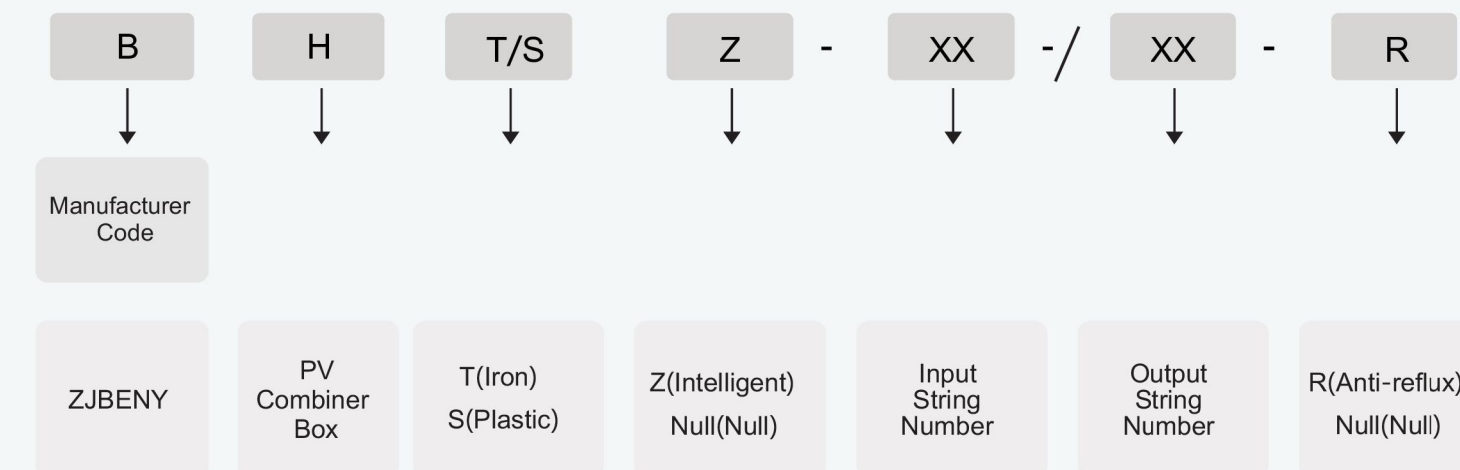 B H T/S Z - XX -/ XX - R
Manufacturer
Code
ZJBENY
PV
Combiner
Box
T(Iron)
S(Plastic)
Z(Intelligent)
Null(Null)
Input
String
Number
Output
String
Number
R(Anti-reflux)
Null(Null)